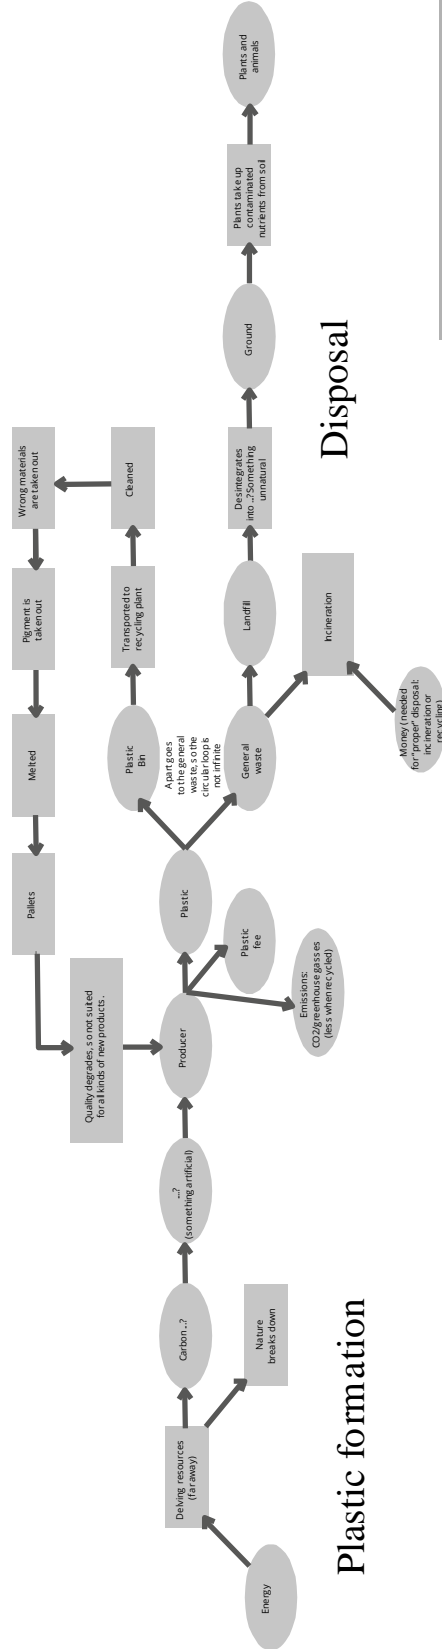 Energy
Delving resources
(far away)
Nature
breaks down
Carbon ..?
...?
(something artificial)
Producer
Quality degrades, so not suited
for all kinds of new products.
Emissions:
CO2/greenhouse gasses
(less when recycled)
Plastic
fee
Plastic
A part goes
to the general
waste, so the
circular loop is
not infinite
Plastic
Bin
Transported to
recycling plant
Cleaned
Wrong materials
are taken out
Pigment is
taken out
Melted
Pallets
General
waste
Money (needed
for "proper" disposal:
incineration or
recycling)
Incineration
Landfill
Desintegrates
into ..? Something
unnatural
Ground
Plants take up
contaminated
nutrients from soil
Plants and
animals
Plastic formation
Disposal